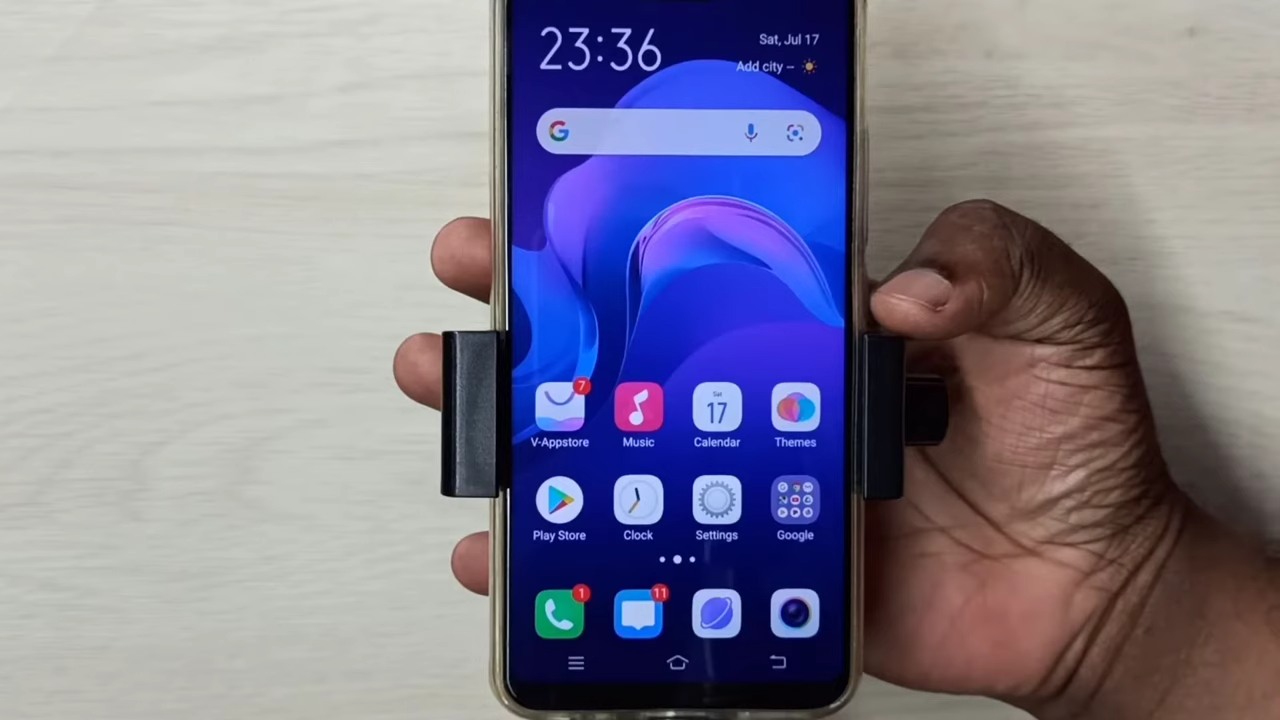 23:36
Sat, Jul 17
Add city --
G
7
Sat
17
V-Appstore
Music
Calendar
Themes
Play Store
Clock
Settings
Google
1
11